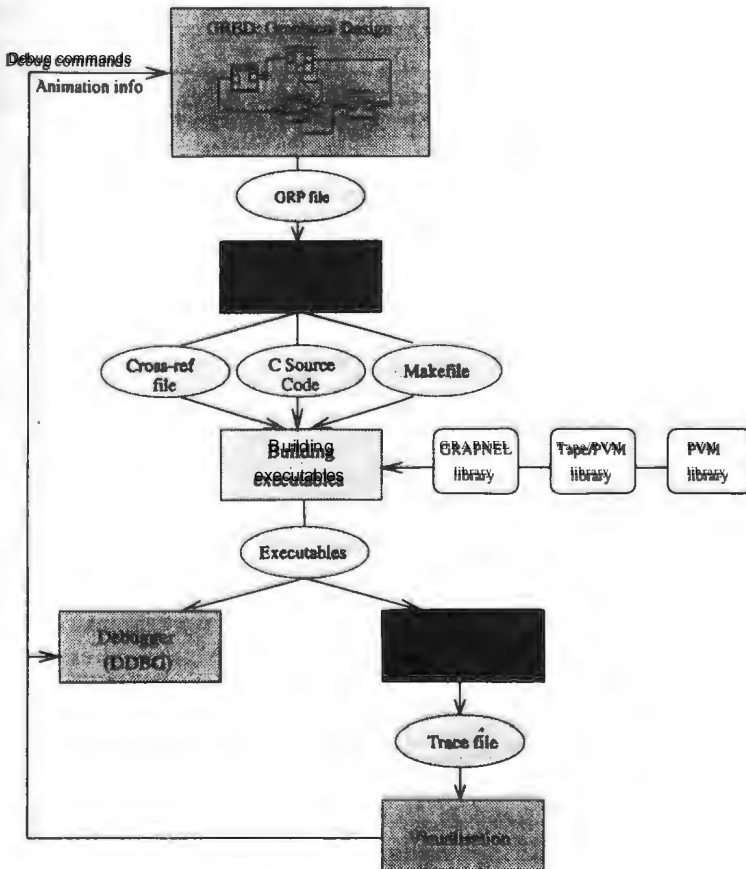 Design
Debug commands
Animation info
GRP file
Cross-ref
file
C Source
Code
Makefile
Building
executables
GRAPNEL
library
Tape/PVM
library
PVM
library
Executables
Debugger
(DDBG)
Trace file